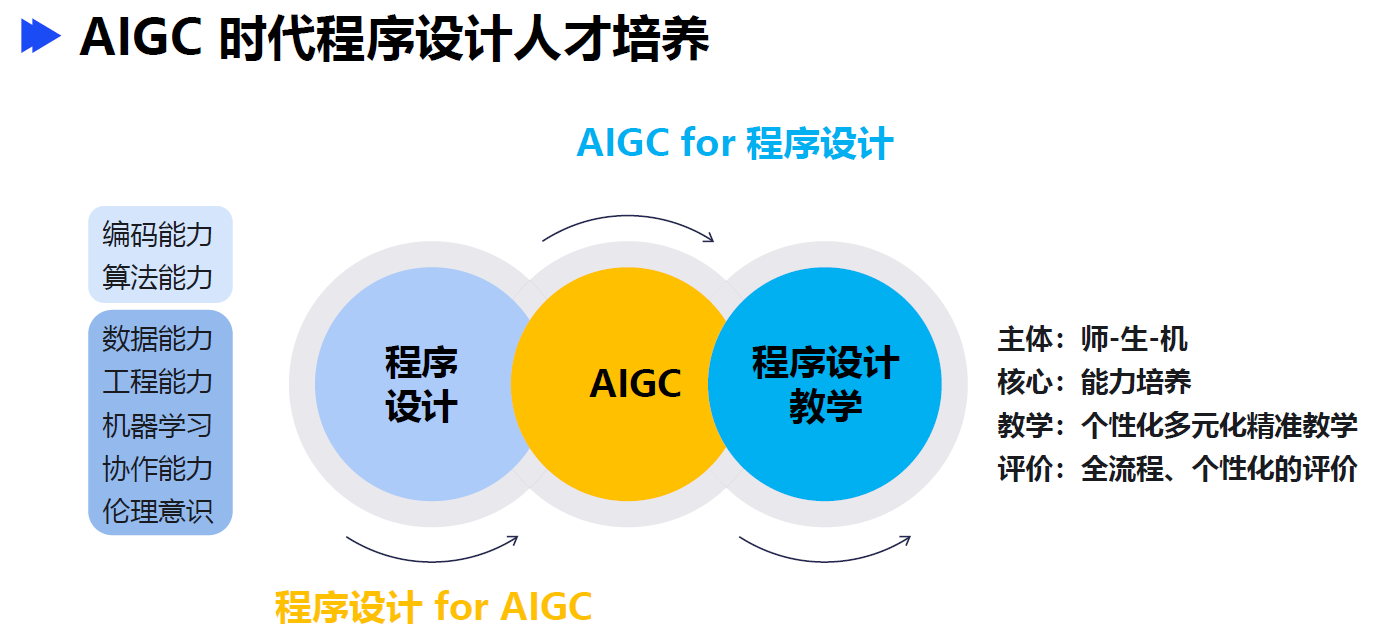 AIGC 时代程序设计人才培养
AIGC for 程序设计
编码能力
算法能力
数据能力
工程能力
机器学习
协作能力
伦理意识
程序
设计
AIGC
程序设计
教学
主体：师-生-机
核心：能力培养
教学：个性化多元化精准教学
评价：全流程、个性化的评价
程序设计 for AIGC